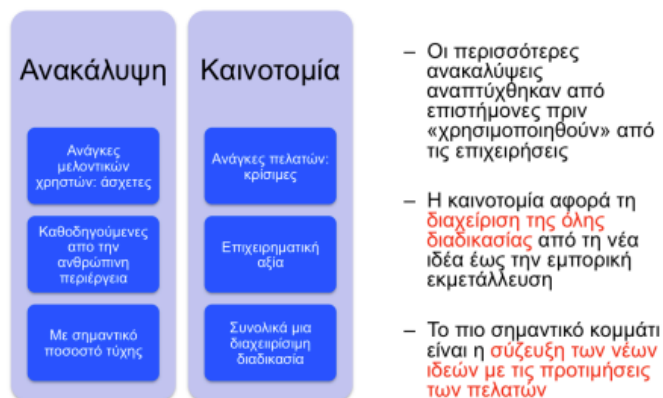 Ανακάλυψη
Ανάγκες
μελοντικών
χρηστών: άσχετες
Καθοδηγούμενες
απο την
ανθρώπινη
περιέργεια
Με σημαντικό
ποσοστό τύχης
Καινοτομία
Ανάγκες πελατών:
κρίσιμες
Επιχειρηματική
αξία
Συνολικά μια
διαχειιρίσιμη
διαδικασία
– Οι περισσότερες
ανακαλύψεις
αναπτύχθηκαν από
επιστήμονες πριν
«χρησιμοποιηθούν» από
τις επιχειρήσεις
– Η καινοτομία αφορά τη
διαχείριση της όλης
διαδικασίας από τη νέα
ιδέα έως την εμπορική
εκμετάλλευση
– Το πιο σημαντικό κομμάτι
είναι η σύζευξη των νέων
ιδεών με τις προτιμήσεις
των πελατών